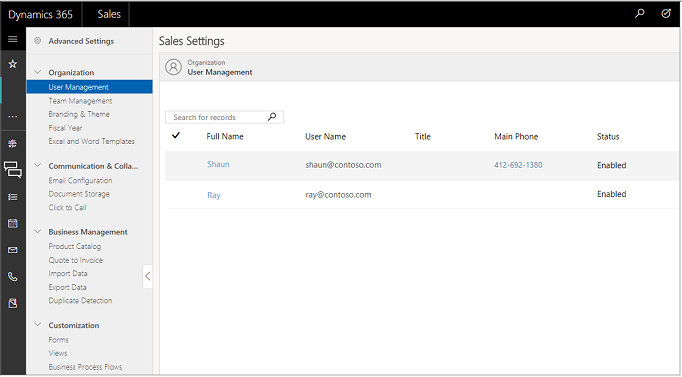 Dynamics 365 Sales
Advanced Settings
Organization
User Management
Team Management
Branding & Theme
Fiscal Year
Excel and Word Templates
Communication & Colla...
Email Configuration
Document Storage
Click to Call
Business Management
Product Catalog
Quote to Invoice
Import Data
Export Data
Duplicate Detection
Customization
Forms
Views
Business Process Flows
Sales Settings
Organization
User Management
Search for records
Full Name User Name Title Main Phone Status
Shaun shaun@contoso.com 412-692-1380 Enabled
Ray ray@contoso.com Enabled